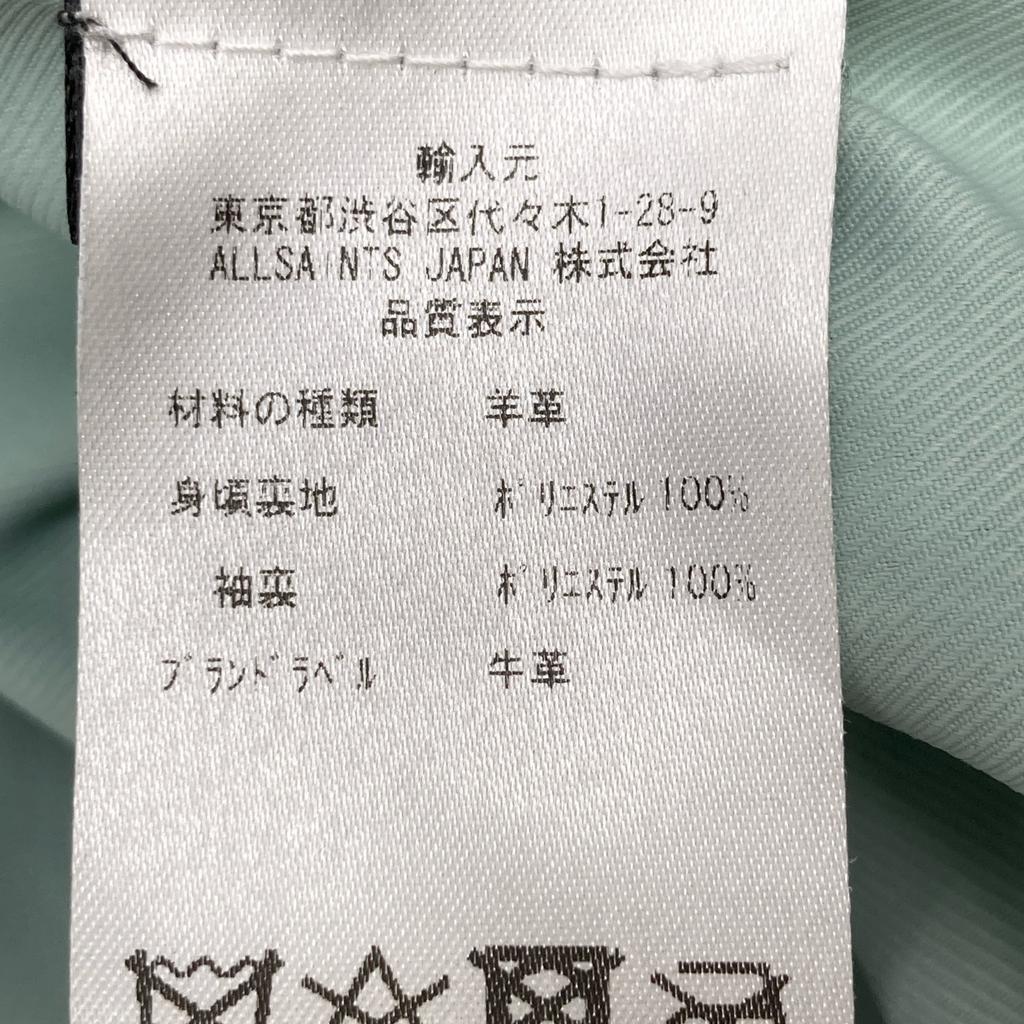 輸入元
東京都渋谷区代々木1-28-9
ALLSAINTS JAPAN 株式会社
品質表示
材料の種類 羊革
身頃裏地 ポリエステル 100%
袖裏 ポリエステル 100%
ブランドラベル 牛革